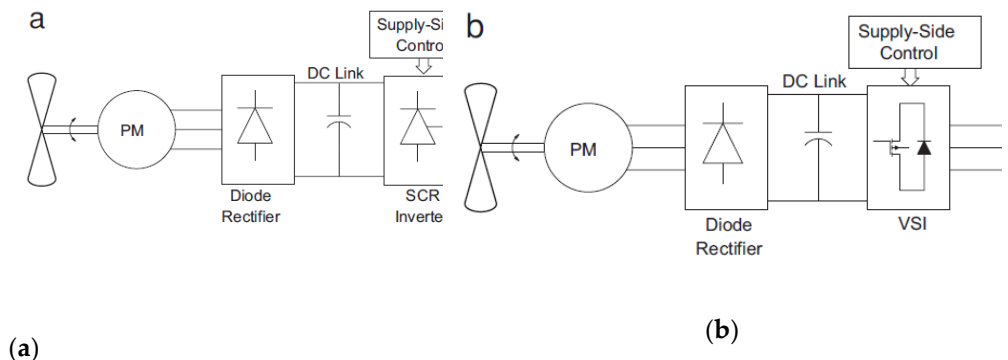 a
Supply-Si
Contro
DC Link
PM
Diode
Rectifier
SCR
Inverte
(a)
b
Supply-Side
Control
DC Link
PM
Diode
Rectifier
VSI
(b)